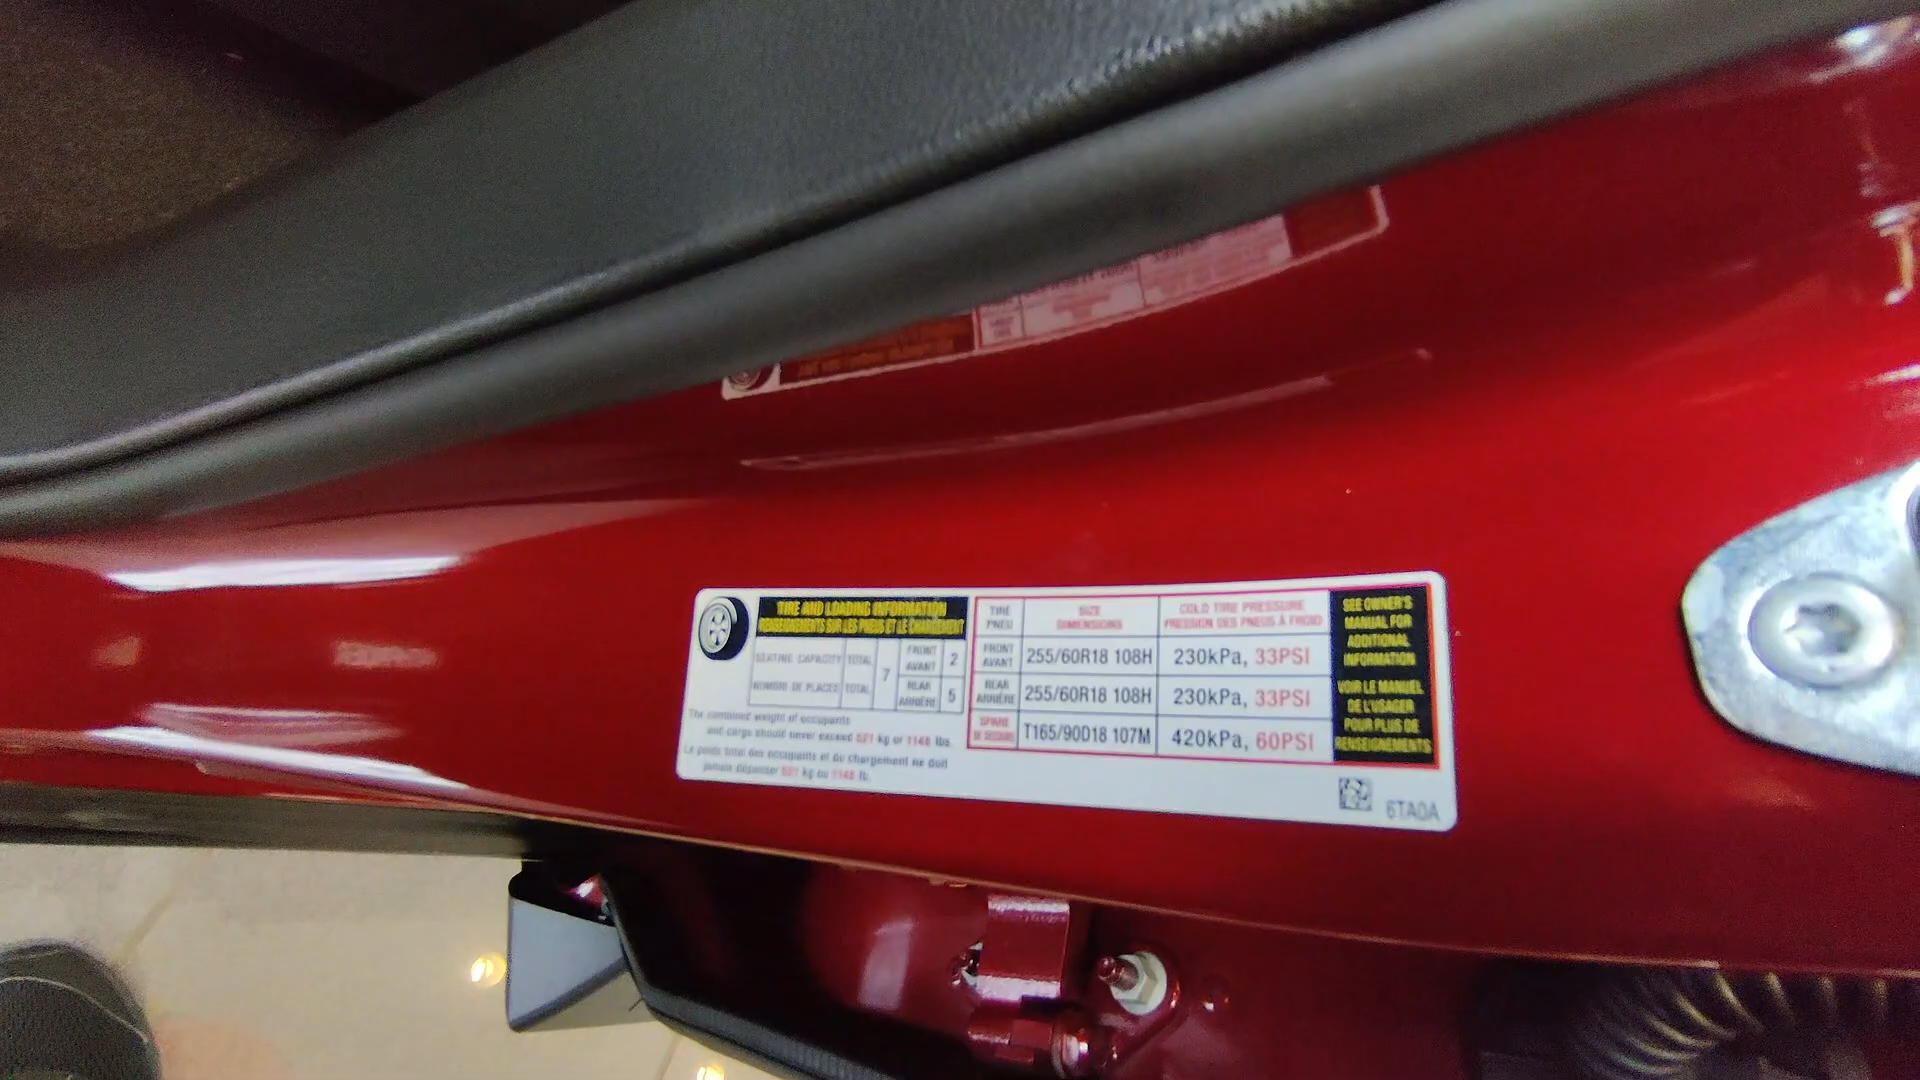 TIRE AND LOADING INFORMATION
RENSEIGNEMENTS SUR LES PNEUS ET LE CHARGEMENT
SEATING CAPACITY TOTAL 7 FRONT AVANT 2
NOMBRE DE PLACES TOTAL REAR ARRIÈRE 5
The combined weight of occupants
and cargo should never exceed 521 kg or 1148 lbs.
Le poids total des occupants et du chargement ne doit
jamais dépasser 521 kg ou 1148 lb.
TIRE PNEU SIZE DIMENSIONS COLD TIRE PRESSURE PRESSION DES PNEUS À FROID
FRONT AVANT 255/60R18 108H 230kPa, 33PSI
REAR ARRIÈRE 255/60R18 108H 230kPa, 33PSI
SPARE DE SECOURS T165/90D18 107M 420kPa, 60PSI
SEE OWNER'S
MANUAL FOR
ADDITIONAL
INFORMATION
VOIR LE MANUEL
DE L'USAGER
POUR PLUS DE
RENSEIGNEMENTS
6TA0A